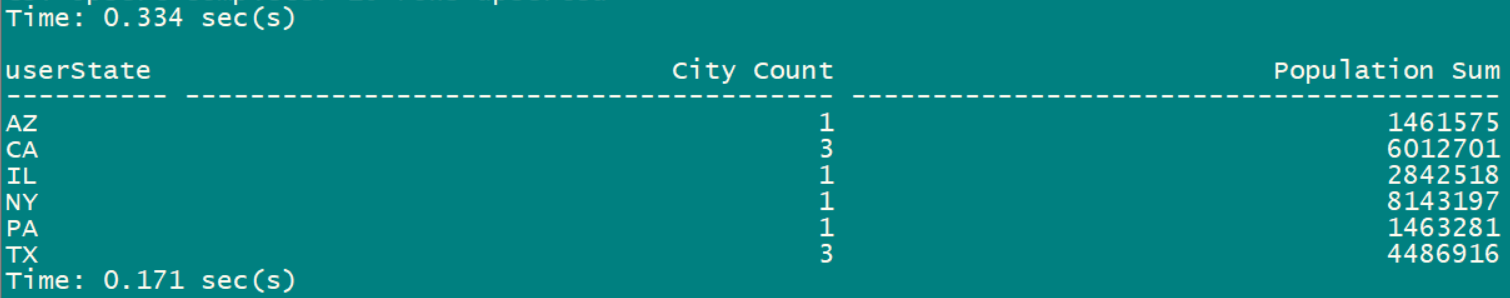 Time: 0.334 sec(s)
userState City Count Population Sum
---------- ---------------------------------------- ----------------------------------------
AZ 1 1461575
CA 3 6012701
IL 1 2842518
NY 1 8143197
PA 1 1463281
TX 3 4486916
Time: 0.171 sec(s)